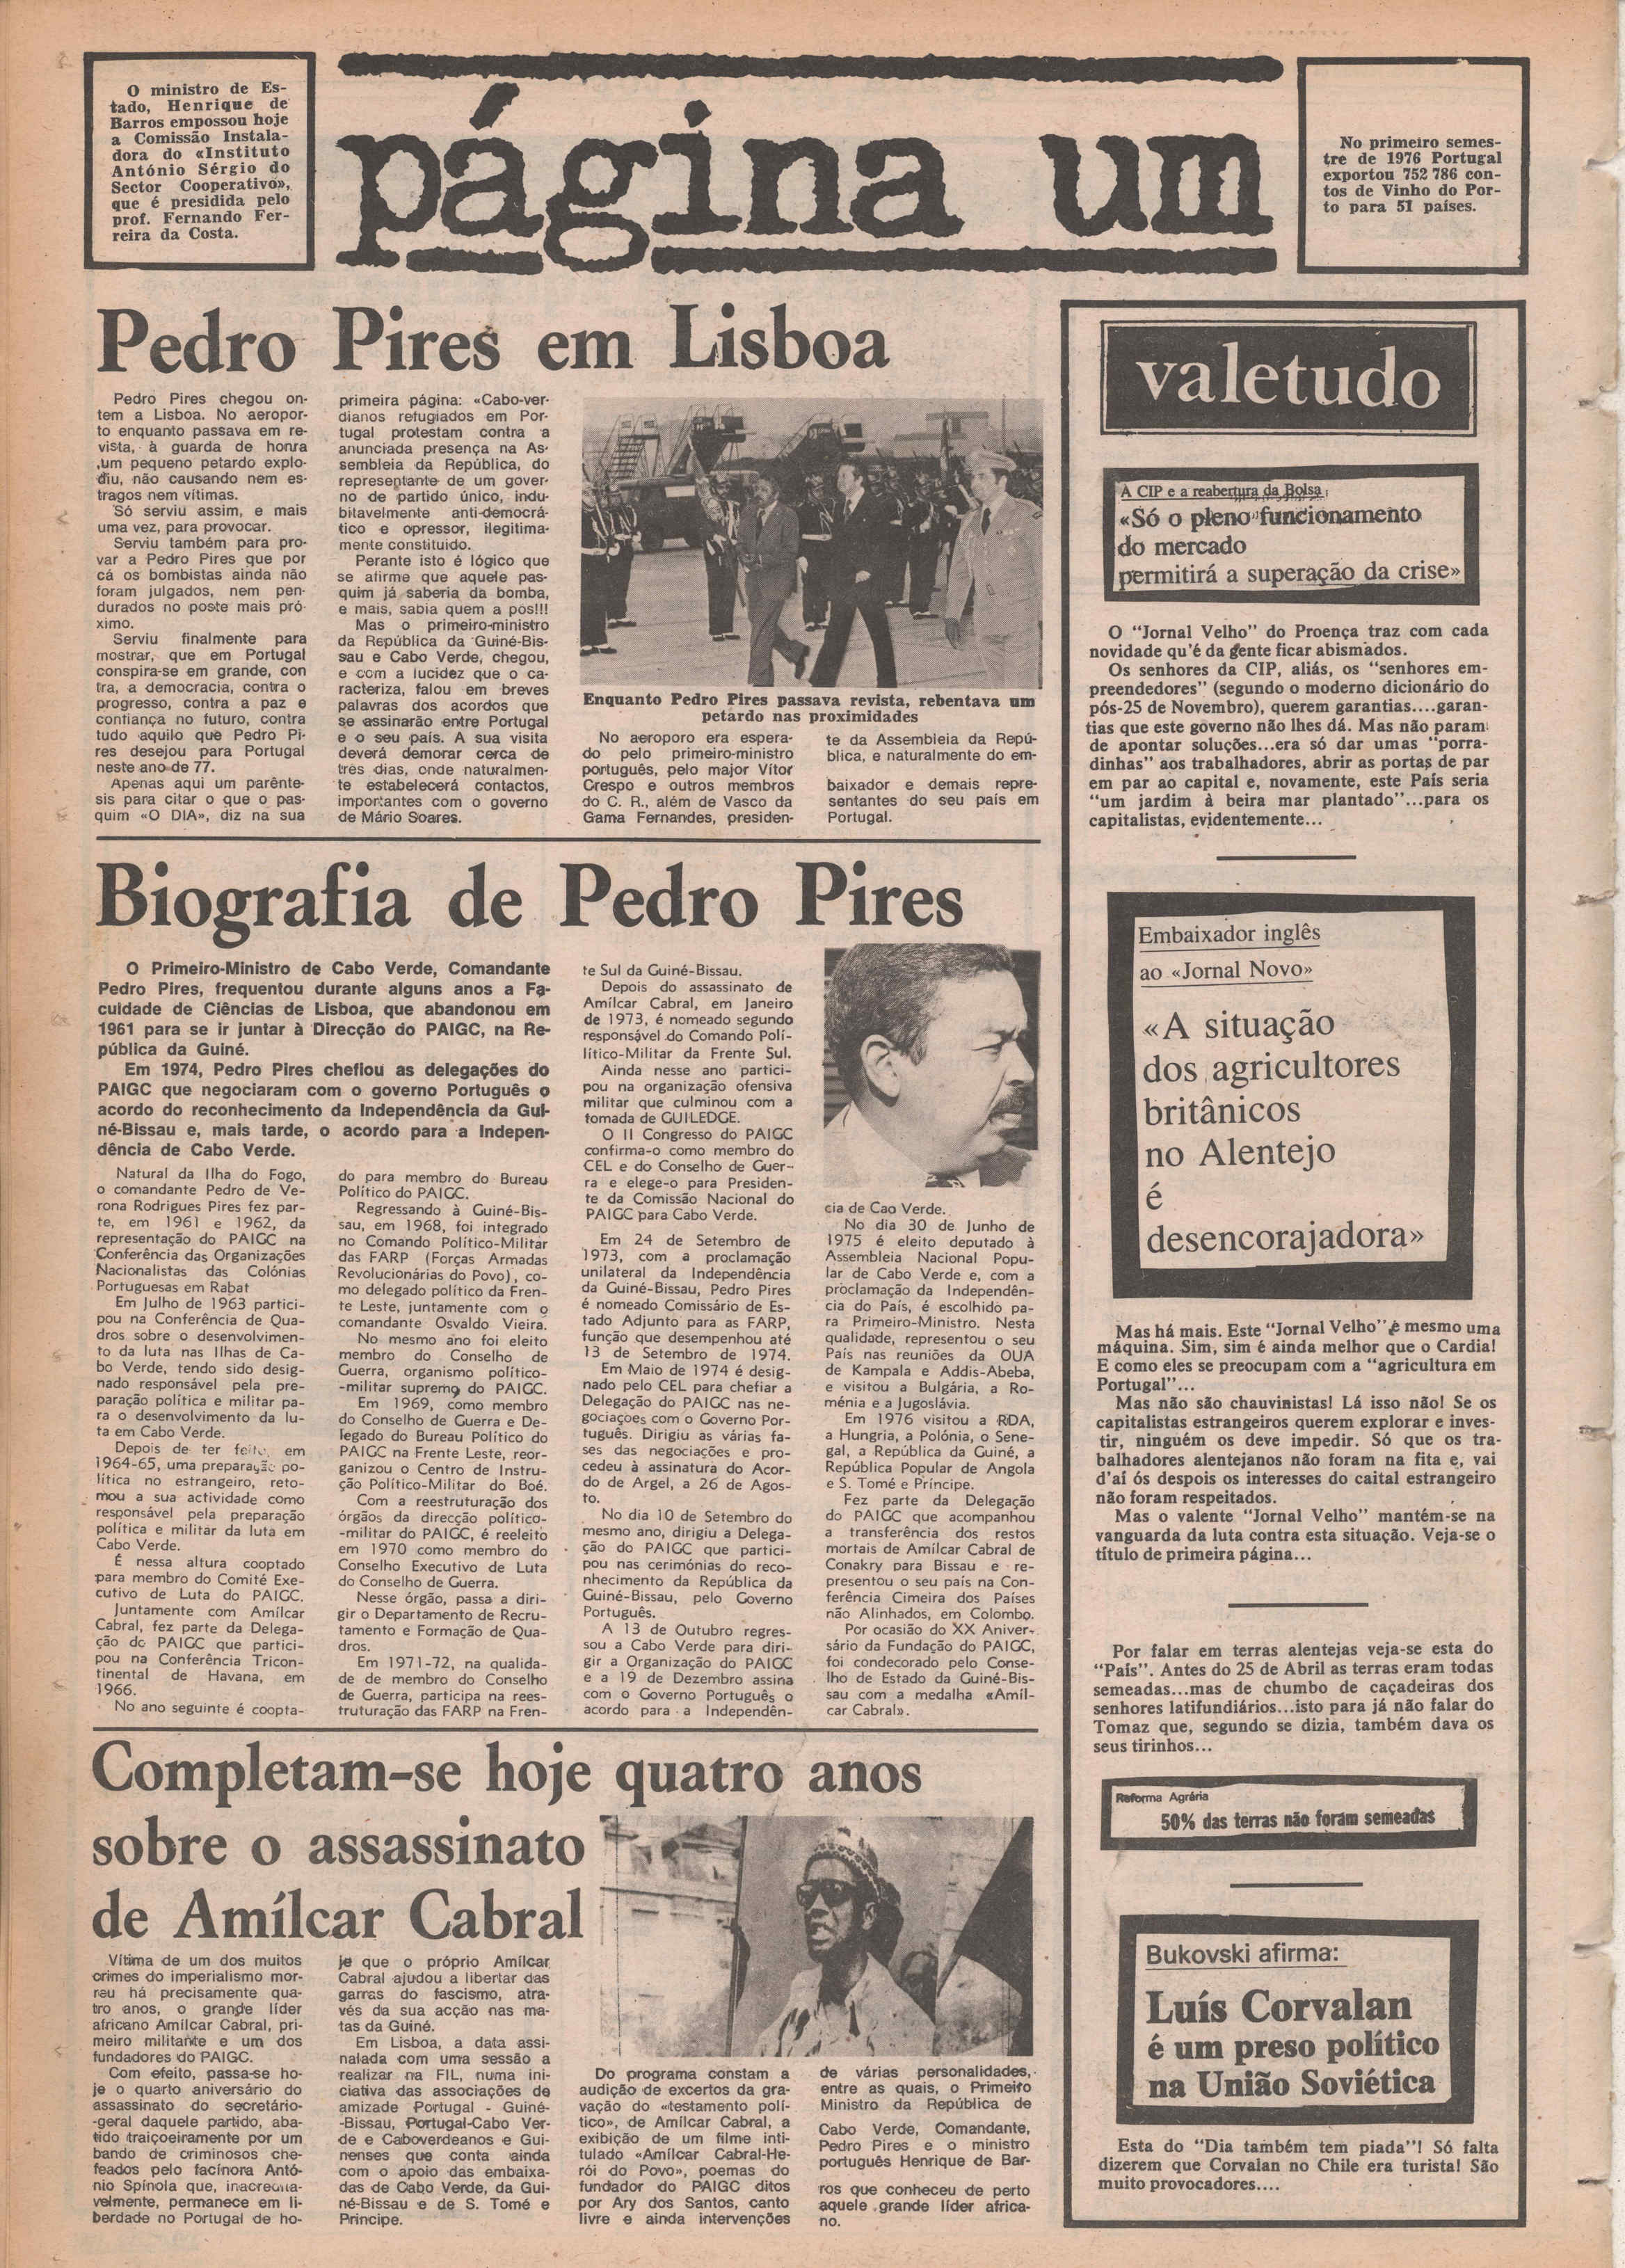 O ministro de Es-
tado, Henrique de
Barros empossou hoje
a Comissão Instala-
dora do «Instituto
António Sérgio do
Sector Cooperativo»,
que é presidida pelo
prof. Fernando Fer-
reira da Costa.
página um
No primeiro semes-
tre de 1976 Portugal
exportou 752 786 con-
tos de Vinho do Por-
to para 51 países.
Pedro Pires em Lisboa
Pedro Pires chegou on-
tem a Lisboa. No aeropor-
to enquanto passava em re-
vista, à guarda de honra
,um pequeno petardo explo-
diu, não causando nem es-
tragos nem vítimas.
Só serviu assim, e mais
uma vez, para provocar.
Serviu também para pro-
var a Pedro Pires que por
cá os bombistas ainda não
foram julgados, nem pen-
durados no poste mais pró-
ximo.
Serviu finalmente para
mostrar, que em Portugal
conspira-se em grande, con
tra, a democracia, contra o
progresso, contra a paz e
confiança no futuro, contra
tudo aquilo que Pedro Pi-
res desejou para Portugal
neste ano de 77.
Apenas aqui um parênte-
sis para citar o que o pas-
quim «O DIA», diz na sua
primeira página: «Cabo-ver-
dianos refugiados em Por-
tugal protestam contra a
anunciada presença na As-
sembleia da República, do
representante de um gover-
no de partido único, indu-
bitavelmente anti-democrá-
tico e opressor, ilegitima-
mente constituido.
Perante isto é lógico que
se afirme que aquele pas-
quim já saberia da bomba,
e mais, sabia quem a pôs!!!
Mas o primeiro-ministro
da República da Guiné-Bis-
sau e Cabo Verde, chegou,
e com a lucidez que o ca-
racteriza, falou em breves
palavras dos acordos que
se assinarão entre Portugal
e o seu país. A sua visita
deverá demorar cerca de
três dias, onde naturalmen-
te estabelecerá contactos,
importantes com o governo
de Mário Soares.
Enquanto Pedro Pires passava revista, rebentava um
petardo nas proximidades
No aeroporo era espera-
do pelo primeiro-ministro
português, pelo major Vítor
Crespo e outros membros
do C. R., além de Vasco da
Gama Fernandes, presiden-
te da Assembleia da Repú-
blica, e naturalmente do em-
baixador e demais repre-
sentantes do seu país em
Portugal.
Biografia de Pedro Pires
O Primeiro-Ministro de Cabo Verde, Comandante
Pedro Pires, frequentou durante alguns anos a Fa-
culdade de Ciências de Lisboa, que abandonou em
1961 para se ir juntar à Direcção do PAIGC, na Re-
pública da Guiné.
Em 1974, Pedro Pires chefiou as delegações do
PAIGC que negociaram com o governo Português o
acordo do reconhecimento da Independência da Gui-
né-Bissau e, mais tarde, o acordo para a Indepen-
dência de Cabo Verde.
Natural da Ilha do Fogo,
o comandante Pedro de Ve-
rona Rodrigues Pires fez par-
te, em 1961 e 1962, da
representação do PAIGC na
Conferência das Organizações
Nacionalistas das Colónias
Portuguesas em Rabat
Em Julho de 1963 partici-
pou na Conferência de Qua-
dros sobre o desenvolvimen-
to da luta nas Ilhas de Ca-
bo Verde, tendo sido desig-
nado responsável pela pre-
paração política e militar pa-
ra o desenvolvimento da lu-
ta em Cabo Verde.
Depois de ter feito, em
1964-65, uma preparação po-
lítica no estrangeiro, reto-
mou a sua actividade como
responsável pela preparação
política e militar da luta em
Cabo Verde.
É nessa altura cooptado
para membro do Comité Exe-
cutivo de Luta do PAIGC.
Juntamente com Amílcar
Cabral, fez parte da Delega-
ção do PAIGC que partici-
pou na Conferência Tricon-
tinental de Havana, em
1966.
No ano seguinte é coopta-
do para membro do Bureau
Político do PAIGC.
Regressando à Guiné-Bis-
sau, em 1968, foi integrado
no Comando Político-Militar
das FARP (Forças Armadas
Revolucionárias do Povo), co-
mo delegado político da Fren-
te Leste, juntamente com o
comandante Osvaldo Vieira.
No mesmo ano foi eleito
membro do Conselho de
Guerra, organismo político-
-militar supremo do PAIGC.
Em 1969, como membro
do Conselho de Guerra e De-
legado do Bureau Político do
PAIGC na Frente Leste, reor-
ganizou o Centro de Instru-
ção Político-Militar do Boé.
Com a reestruturação dos
órgãos da direcção político-
-militar do PAIGC, é reeleito
em 1970 como membro do
Conselho Executivo de Luta
do Conselho de Guerra.
Nesse órgão, passa a diri-
gir o Departamento de Recru-
tamento e Formação de Qua-
dros.
Em 1971-72, na qualida-
de de membro do Conselho
de Guerra, participa na rees-
truturação das FARP na Fren-
te Sul da Guiné-Bissau.
Depois do assassinato de
Amílcar Cabral, em Janeiro
de 1973, é nomeado segundo
responsável do Comando Polí-
lítico-Militar da Frente Sul.
Ainda nesse ano partici-
pou na organização ofensiva
militar que culminou com a
tomada de GUILEDGE.
O II Congresso do PAIGC
confirma-o como membro do
CEL e do Conselho de Guer-
ra e elege-o para Presiden-
te da Comissão Nacional do
PAIGC para Cabo Verde.
Em 24 de Setembro de
1973, com a proclamação
unilateral da Independência
da Guiné-Bissau, Pedro Pires
é nomeado Comissário de Es-
tado Adjunto para as FARP,
função que desempenhou até
13 de Setembro de 1974.
Em Maio de 1974 é desig-
nado pelo CEL para chefiar a
Delegação do PAIGC nas ne-
gociações com o Governo Por-
tuguês. Dirigiu as várias fa-
ses das negociações e pro-
cedeu à assinatura do Acor-
do de Argel, a 26 de Agos-
to.
No dia 10 de Setembro do
mesmo ano, dirigiu a Delega-
ção do PAIGC que partici-
pou nas cerimónias do reco-
nhecimento da República da
Guiné-Bissau, pelo Governo
Português.
A 13 de Outubro regres-
sou a Cabo Verde para diri-
gir a Organização do PAIGC
e a 19 de Dezembro assina
com o Governo Português o
acordo para a Independên-
cia de Cao Verde.
No dia 30 de Junho de
1975 é eleito deputado à
Assembleia Nacional Popu-
lar de Cabo Verde e, com a
proclamação da Independên-
cia do País, é escolhido pa-
ra Primeiro-Ministro. Nesta
qualidade, representou o seu
País nas reuniões da OUA
de Kampala e Addis-Abeba,
e visitou a Bulgária, a Ro-
ménia e a Jugoslávia.
Em 1976 visitou a RDA,
a Hungria, a Polónia, o Sene-
gal, a República da Guiné, a
República Popular de Angola
e S. Tomé e Príncipe.
Fez parte da Delegação
do PAIGC que acompanhou
a transferência dos restos
mortais de Amílcar Cabral de
Conakry para Bissau e re-
presentou o seu país na Con-
ferência Cimeira dos Países
não Alinhados, em Colombo.
Por ocasião do XX Aniver-
sário da Fundação do PAIGC,
foi condecorado pelo Conse-
lho de Estado da Guiné-Bis-
sau com a medalha «Amíl-
car Cabral».
Completam-se hoje quatro anos
sobre o assassinato
de Amílcar Cabral
Vítima de um dos muitos
crimes do imperialismo mor-
reu há precisamente qua-
tro anos, o grande líder
africano Amílcar Cabral, pri-
meiro militante e um dos
fundadores do PAIGC.
Com efeito, passa-se ho-
je o quarto aniversário do
assassinato do secretário-
-geral daquele partido, aba-
tido traiçoeiramente por um
bando de criminosos che-
feados pelo facínora Antó-
nio Spínola que, inacredita-
velmente, permanece em li-
berdade no Portugal de ho-
je que o próprio Amílcar
Cabral ajudou a libertar das
garras do fascismo, atra-
vés da sua acção nas ma-
tas da Guiné.
Em Lisboa, a data assi-
nalada com uma sessão a
realizar na FIL, numa ini-
ciativa das associações de
amizade Portugal - Guiné-
-Bissau, Portugal-Cabo Ver-
de e Caboverdeanos e Gui-
nenses que conta ainda
com o apoio das embaixa-
das de Cabo Verde, da Gui-
né-Bissau e de S. Tomé e
Principe.
Do programa constam a
audição de excertos da gra-
vação do «testamento polí-
tico», de Amílcar Cabral, a
exibição de um filme inti-
tulado «Amílcar Cabral-He-
rói do Povo», poemas do
fundador do PAIGC ditos
por Ary dos Santos, canto
livre e ainda intervenções
de várias personalidades,
entre as quais, o Primeiro
Ministro da República de
Cabo Verde, Comandante,
Pedro Pires e o ministro
português Henrique de Bar-
ros que conheceu de perto
aquele grande líder africa-
no.
valetudo
A CIP e a reabertura da Bolsa
«Só o pleno funcionamento
do mercado
permitirá a superação da crise»
O "Jornal Velho" do Proença traz com cada
novidade qu'é da gente ficar abismados.
Os senhores da CIP, aliás, os "senhores em-
preendedores" (segundo o moderno dicionário do
pós-25 de Novembro), querem garantias....garan-
tias que este governo não lhes dá. Mas não param
de apontar soluções...era só dar umas "porra-
dinhas" aos trabalhadores, abrir as portas de par
em par ao capital e, novamente, este País seria
"um jardim à beira mar plantado"...para os
capitalistas, evidentemente...
Embaixador inglês
ao «Jornal Novo»
«A situação
dos agricultores
britânicos
no Alentejo
é
desencorajadora»
Mas há mais. Este "Jornal Velho" é mesmo uma
máquina. Sim, sim é ainda melhor que o Cardia!
E como eles se preocupam com a "agricultura em
Portugal"...
Mas não são chauvinistas! Lá isso não! Se os
capitalistas estrangeiros querem explorar e inves-
tir, ninguém os deve impedir. Só que os tra-
balhadores alentejanos não foram na fita e, vai
d'aí ós despois os interesses do caital estrangeiro
não foram respeitados.
Mas o valente "Jornal Velho" mantém-se na
vanguarda da luta contra esta situação. Veja-se o
título de primeira página...
Por falar em terras alentejas veja-se esta do
"País". Antes do 25 de Abril as terras eram todas
semeadas...mas de chumbo de caçadeiras dos
senhores latifundiários...isto para já não falar do
Tomaz que, segundo se dizia, também dava os
seus tirinhos...
Reforma Agrária
50% das terras não foram semeadas
Bukovski afirma:
Luís Corvalan
é um preso político
na União Soviética
Esta do "Dia também tem piada"! Só falta
dizerem que Corvalan no Chile era turista! São
muito provocadores....